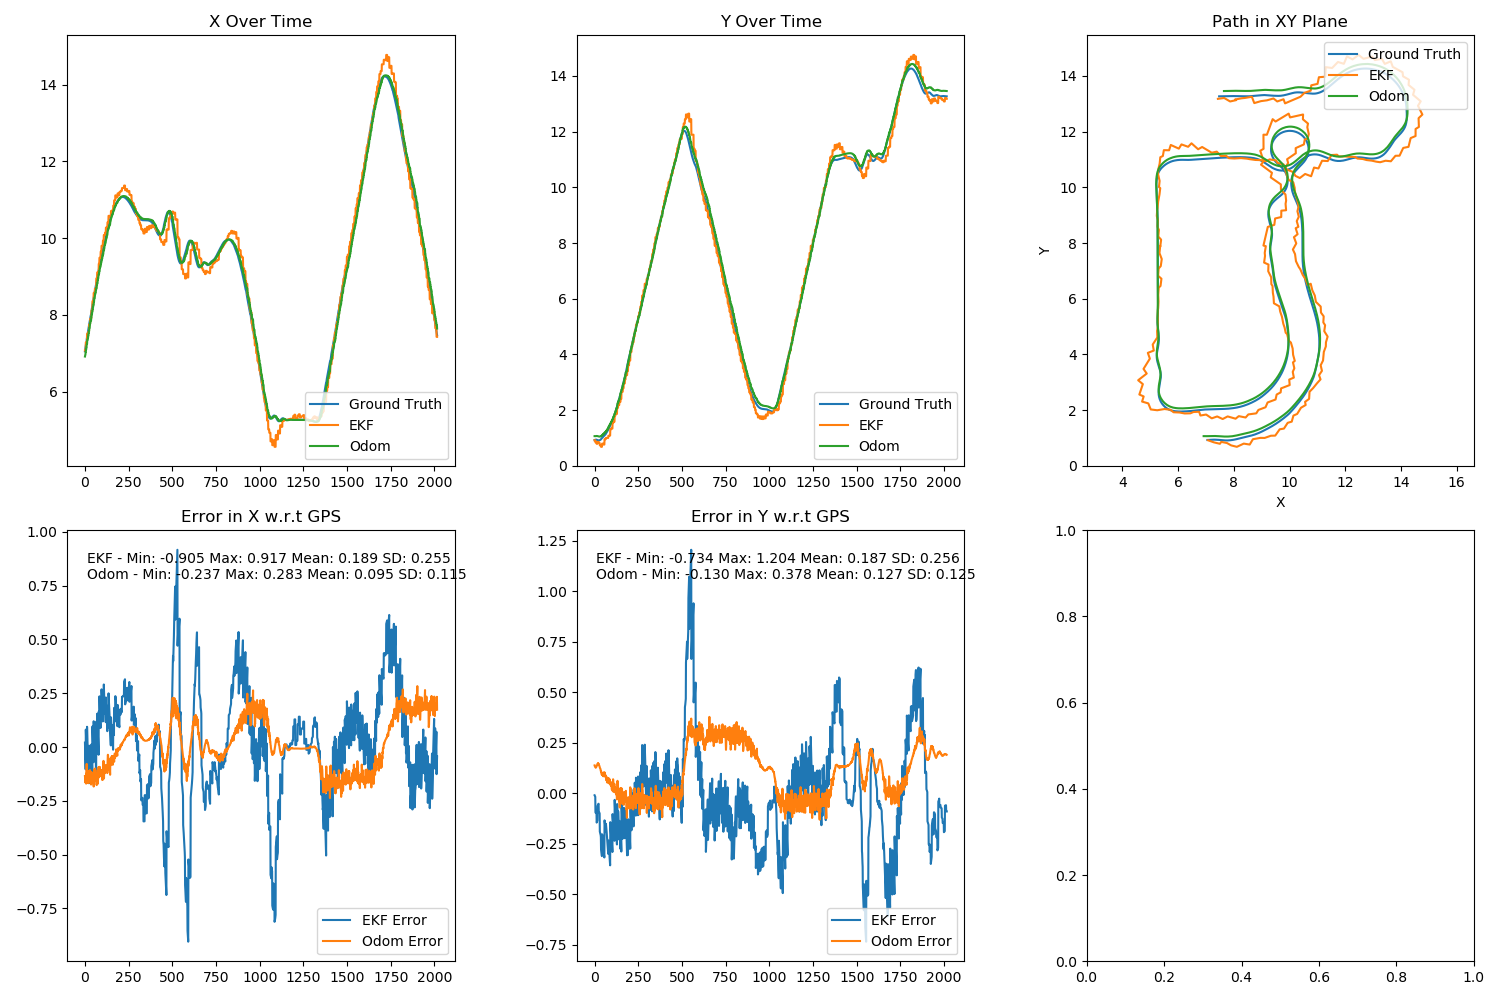 X Over Time
14
12
10
8
6
0 250 500 750 1000 1250 1500 1750 2000
Ground Truth
EKF
Odom
Y Over Time
14
12
10
8
6
4
2
0
0 250 500 750 1000 1250 1500 1750 2000
Ground Truth
EKF
Odom
Path in XY Plane
Y
14
12
10
8
6
4
2
0
4 6 8 10 12 14 16
X
Ground Truth
EKF
Odom
Error in X w.r.t GPS
EKF - Min: -0.905 Max: 0.917 Mean: 0.189 SD: 0.255
Odom - Min: -0.237 Max: 0.283 Mean: 0.095 SD: 0.115
1.00
0.75
0.50
0.25
0.00
−0.25
−0.50
−0.75
0 250 500 750 1000 1250 1500 1750 2000
EKF Error
Odom Error
Error in Y w.r.t GPS
EKF - Min: -0.734 Max: 1.204 Mean: 0.187 SD: 0.256
Odom - Min: -0.130 Max: 0.378 Mean: 0.127 SD: 0.125
1.25
1.00
0.75
0.50
0.25
0.00
−0.25
−0.50
−0.75
0 250 500 750 1000 1250 1500 1750 2000
EKF Error
Odom Error
1.0
0.8
0.6
0.4
0.2
0.0
0.0 0.2 0.4 0.6 0.8 1.0